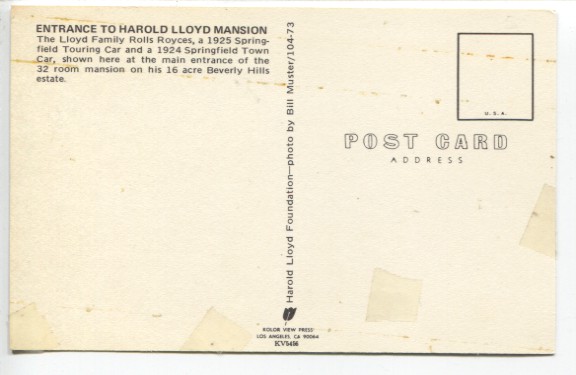 ENTRANCE TO HAROLD LLOYD MANSION
The Lloyd Family Rolls Royces, a 1925 Spring-
field Touring Car and a 1924 Springfield Town
Car, shown here at the main entrance of the
32 room mansion on his 16 acre Beverly Hills
estate.
Harold Lloyd Foundation—photo by Bill Muster/104-73
KOLOR VIEW PRESS
LOS ANGELES, CA 90064
KV5416
U.S.A.
POST CARD
ADDRESS